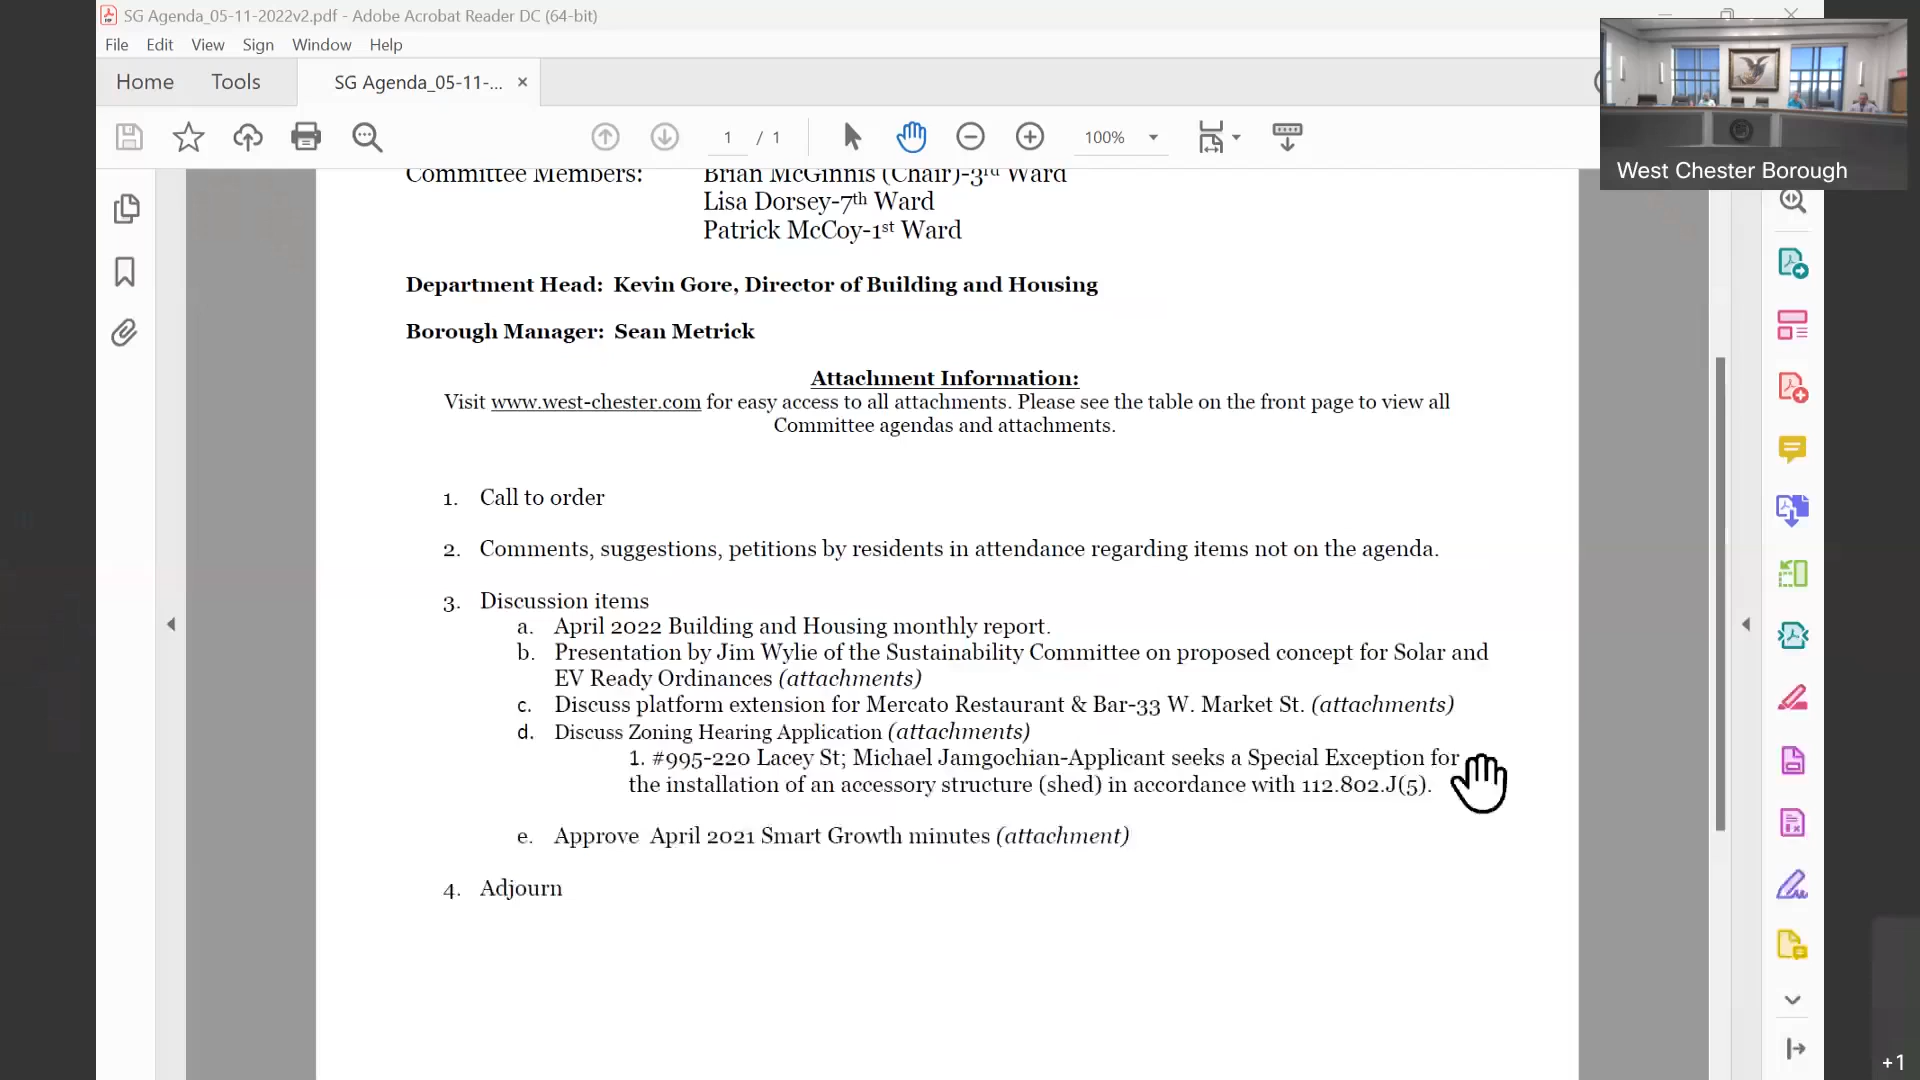 SG Agenda_05-11-2022v2.pdf - Adobe Acrobat Reader DC (64-bit)
File Edit View Sign Window Help
Home Tools SG Agenda_05-11-... ×
1 / 1 100%
West Chester Borough
Committee Members: Brian McGinnis (Chair)-3rd Ward
Lisa Dorsey-7th Ward
Patrick McCoy-1st Ward
Department Head: Kevin Gore, Director of Building and Housing
Borough Manager: Sean Metrick
Attachment Information:
Visit www.west-chester.com for easy access to all attachments. Please see the table on the front page to view all
Committee agendas and attachments.
1. Call to order
2. Comments, suggestions, petitions by residents in attendance regarding items not on the agenda.
3. Discussion items
a. April 2022 Building and Housing monthly report.
b. Presentation by Jim Wylie of the Sustainability Committee on proposed concept for Solar and
EV Ready Ordinances (attachments)
c. Discuss platform extension for Mercato Restaurant & Bar-33 W. Market St. (attachments)
d. Discuss Zoning Hearing Application (attachments)
1. #995-220 Lacey St; Michael Jamgochian-Applicant seeks a Special Exception for
the installation of an accessory structure (shed) in accordance with 112.802.J(5).
e. Approve April 2021 Smart Growth minutes (attachment)
4. Adjourn
+1